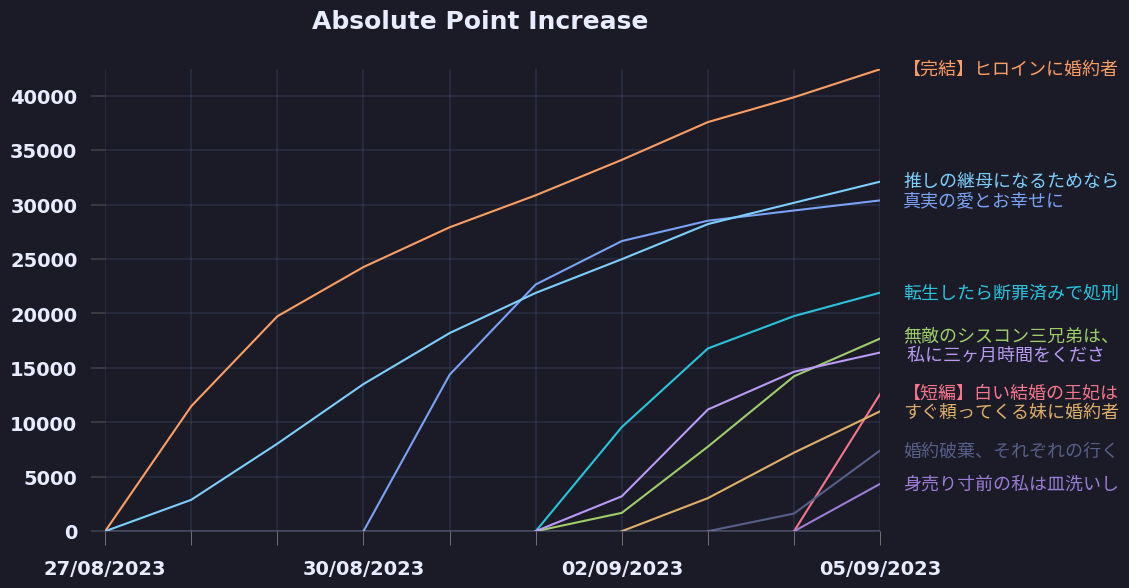 Absolute Point Increase
40000
35000
30000
25000
20000
15000
10000
5000
0
27/08/2023
30/08/2023
02/09/2023
05/09/2023
【完結】ヒロインに婚約者
推しの継母になるためなら
真実の愛とお幸せに
転生したら断罪済みで処刑
無敵のシスコン三兄弟は、
私に三ヶ月時間をくださ
【短編】白い結婚の王妃は
すぐ頼ってくる妹に婚約者
婚約破棄、それぞれの行く
身売り寸前の私は皿洗いし